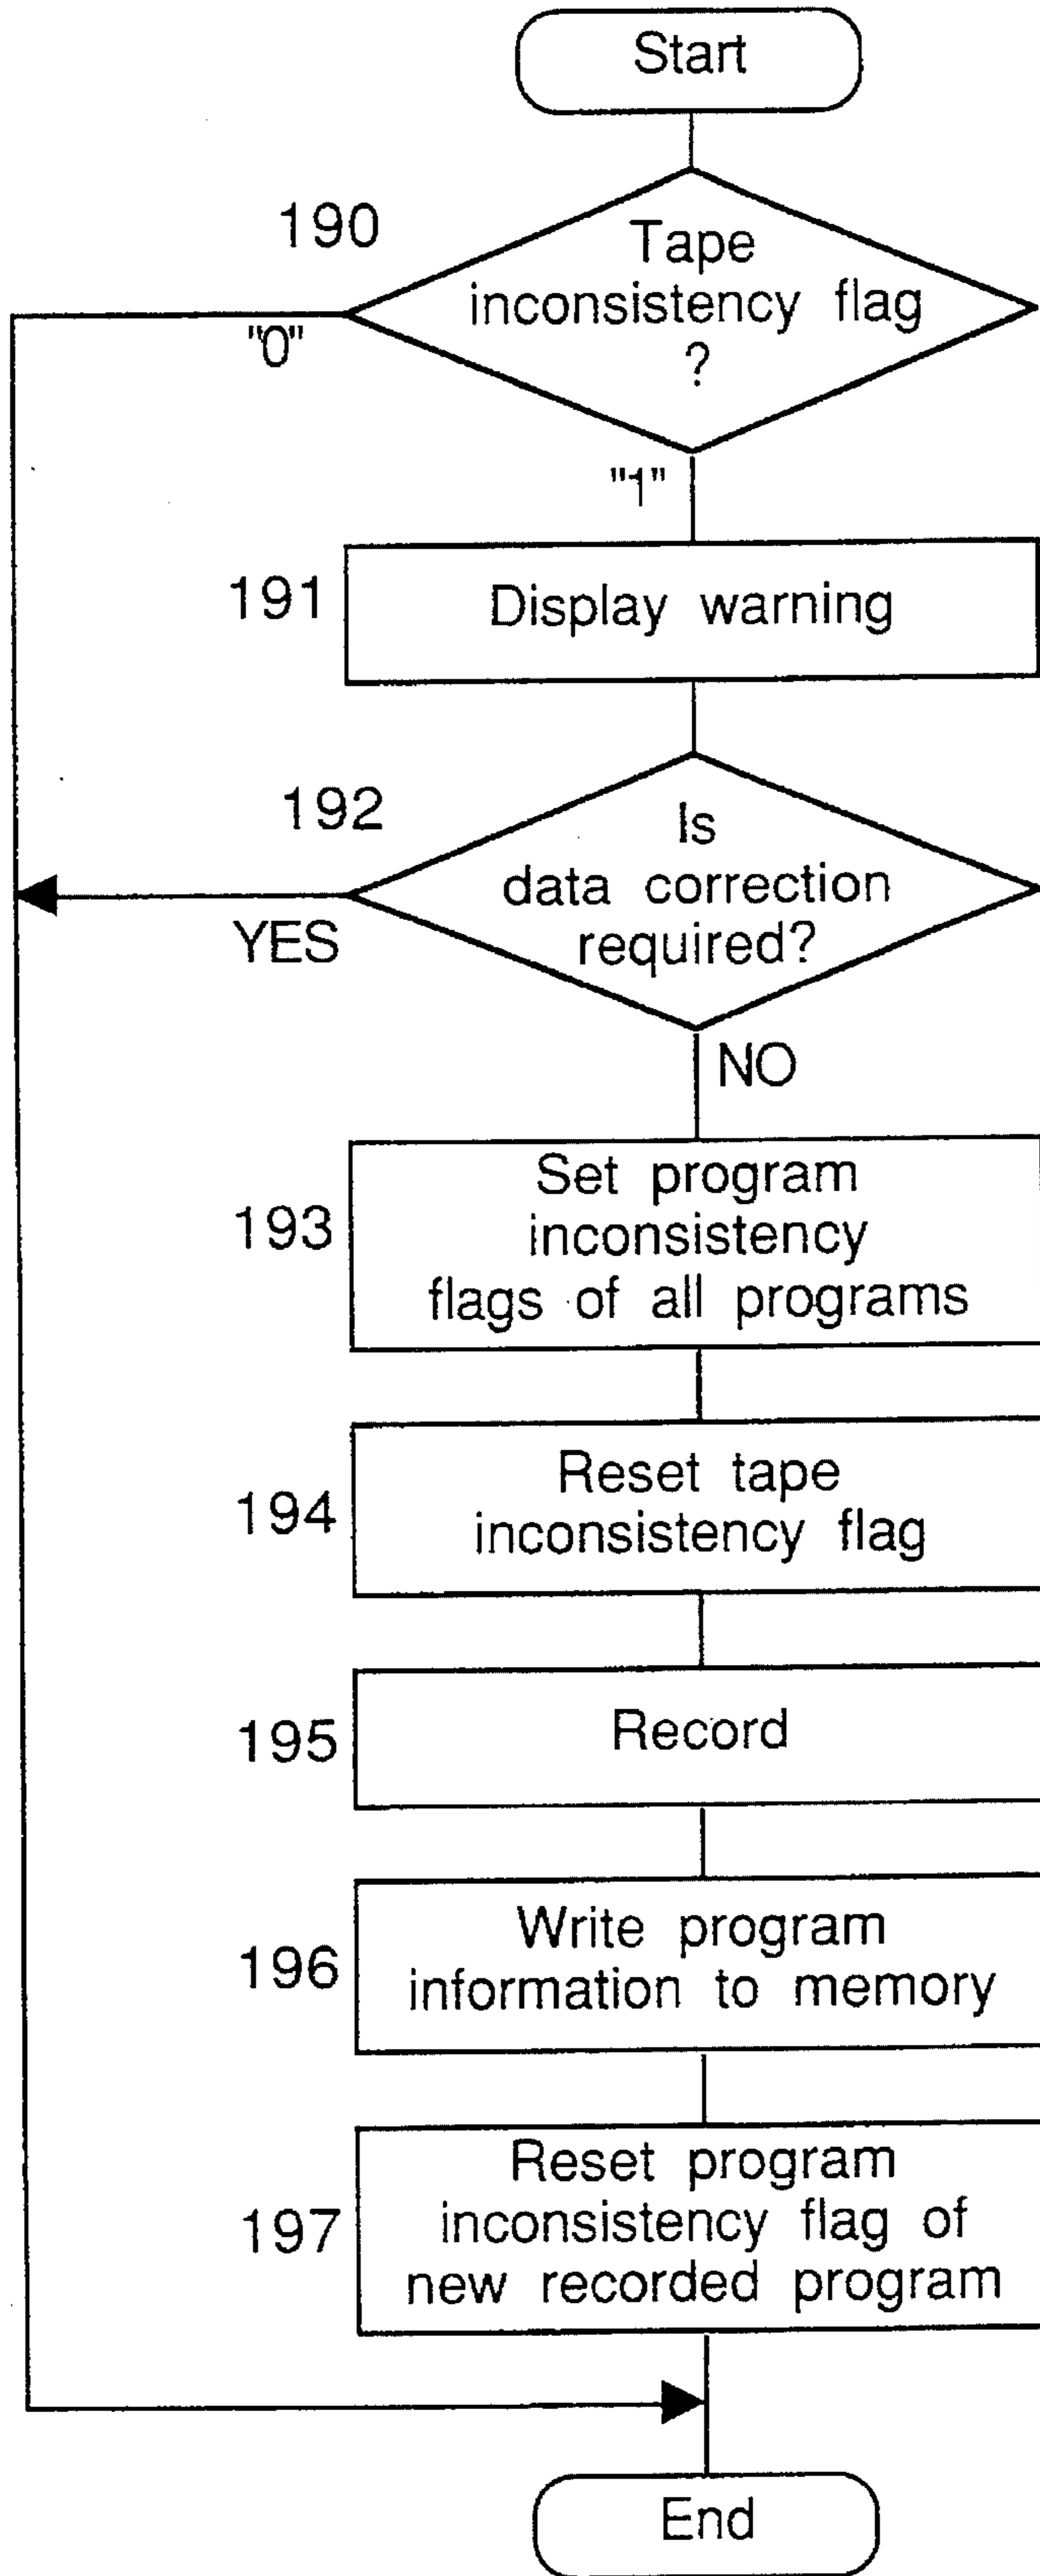 Start
190
Tape
inconsistency flag
?
"0"
"1"
191
Display warning
192
Is
data correction
required?
YES
NO
193
Set program
inconsistency
flags of all programs
194
Reset tape
inconsistency flag
195
Record
196
Write program
information to memory
197
Reset program
inconsistency flag of
new recorded program
End